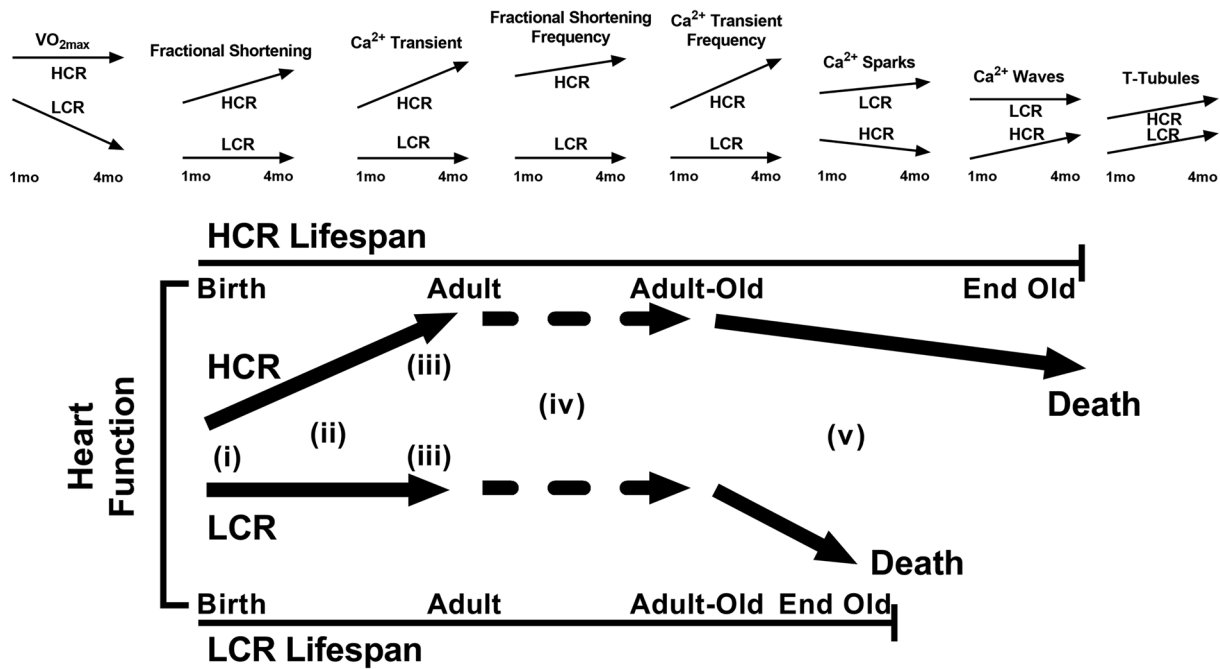 VO₂max
HCR
LCR
1mo 4mo
Fractional Shortening
HCR
LCR
1mo 4mo
Ca²⁺ Transient
HCR
LCR
1mo 4mo
Fractional Shortening
Frequency
HCR
LCR
1mo 4mo
Ca²⁺ Transient
Frequency
HCR
LCR
1mo 4mo
Ca²⁺ Sparks
LCR
HCR
1mo 4mo
Ca²⁺ Waves
LCR
HCR
1mo 4mo
T-Tubules
HCR
LCR
1mo 4mo
HCR Lifespan
Birth Adult Adult-Old End Old
HCR
(iii)
Death
(iv)
(ii)
(v)
(i)
(iii)
LCR
Death
Heart
Function
Birth Adult Adult-Old End Old
LCR Lifespan